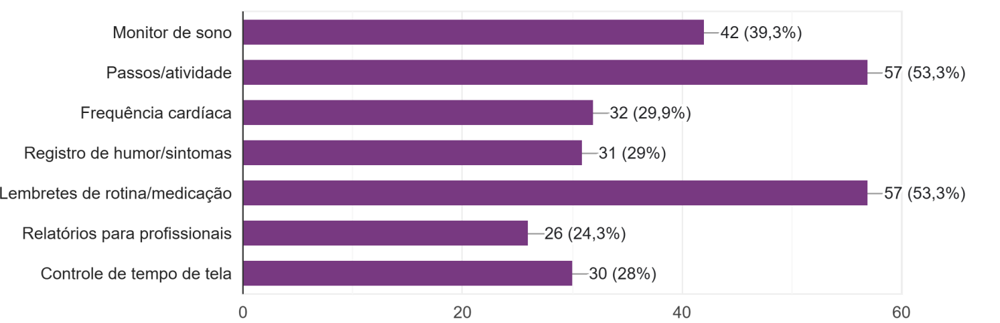 Monitor de sono 42 (39,3%)
Passos/atividade 57 (53,3%)
Frequência cardíaca 32 (29,9%)
Registro de humor/sintomas 31 (29%)
Lembretes de rotina/medicação 57 (53,3%)
Relatórios para profissionais 26 (24,3%)
Controle de tempo de tela 30 (28%)
0 20 40 60